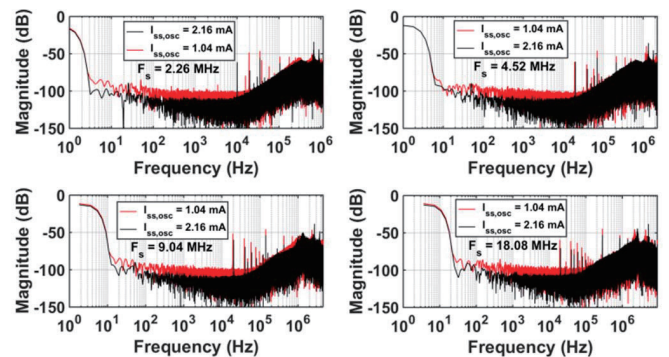 Magnitude (dB)
0
-50
-100
-150
I_ss,osc = 2.16 mA
I_ss,osc = 1.04 mA
F_s = 2.26 MHz
10^0 10^1 10^2 10^3 10^4 10^5 10^6
Frequency (Hz)
Magnitude (dB)
0
-50
-100
-150
I_ss,osc = 1.04 mA
I_ss,osc = 2.16 mA
F_s = 4.52 MHz
10^0 10^1 10^2 10^3 10^4 10^5 10^6
Frequency (Hz)
Magnitude (dB)
0
-50
-100
-150
I_ss,osc = 1.04 mA
I_ss,osc = 2.16 mA
F_s = 9.04 MHz
10^0 10^1 10^2 10^3 10^4 10^5 10^6
Frequency (Hz)
Magnitude (dB)
0
-50
-100
-150
I_ss,osc = 1.04 mA
I_ss,osc = 2.16 mA
F_s = 18.08 MHz
10^0 10^1 10^2 10^3 10^4 10^5 10^6
Frequency (Hz)